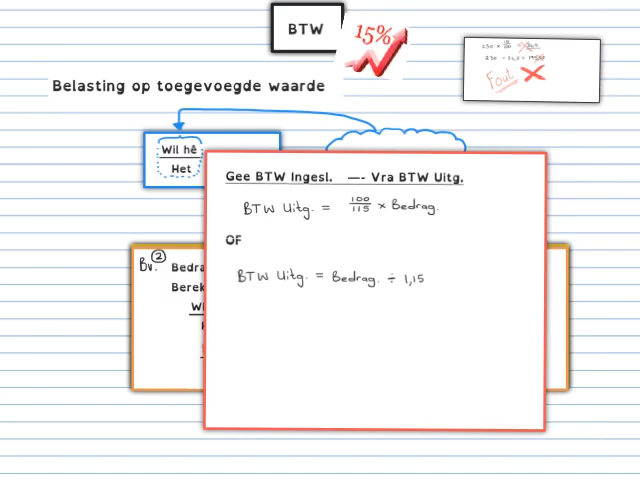 BTW
15%
Belasting op toegevoegde waarde
Fout
Wil hê
Het
Gee BTW Ingesl. —- Vra BTW Uitg.
BTW Uitg. = 100/115 × Bedrag.
OF
BTW Uitg. = Bedrag. ÷ 1,15
Bv. 2
Bedra
Berek